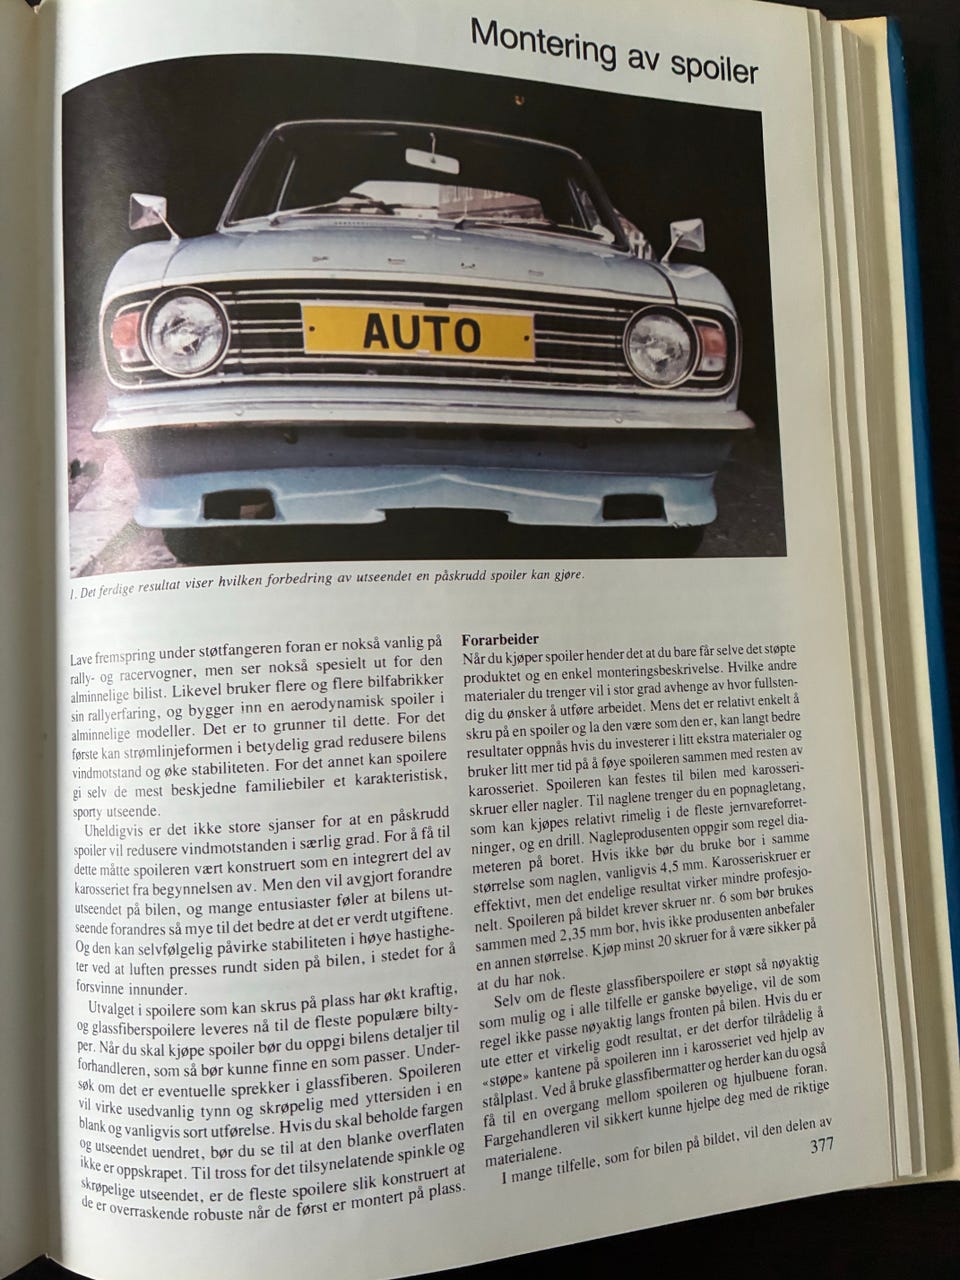 Montering av spoiler
F O R D
AUTO
1. Det ferdige resultat viser hvilken forbedring av utseendet en påskrudd spoiler kan gjøre.
Lave fremspring under støtfangeren foran er nokså vanlig på
rally- og racervogner, men ser nokså spesielt ut for den
alminnelige bilist. Likevel bruker flere og flere bilfabrikker
sin rallyerfaring, og bygger inn en aerodynamisk spoiler i
alminnelige modeller. Det er to grunner til dette. For det
første kan strømlinjeformen i betydelig grad redusere bilens
vindmotstand og øke stabiliteten. For det annet kan spoilere
gi selv de mest beskjedne familiebiler et karakteristisk,
sporty utseende.
Uheldigvis er det ikke store sjanser for at en påskrudd
spoiler vil redusere vindmotstanden i særlig grad. For å få til
dette måtte spoileren vært konstruert som en integrert del av
karosseriet fra begynnelsen av. Men den vil avgjort forandre
utseendet på bilen, og mange entusiaster føler at bilens ut-
seende forandres så mye til det bedre at det er verdt utgiftene.
Og den kan selvfølgelig påvirke stabiliteten i høye hastighe-
ter ved at luften presses rundt siden på bilen, i stedet for å
forsvinne innunder.
Utvalget i spoilere som kan skrus på plass har økt kraftig,
og glassfiberspoilere leveres nå til de fleste populære bilty-
per. Når du skal kjøpe spoiler bør du oppgi bilens detaljer til
forhandleren, som så bør kunne finne en som passer. Under-
søk om det er eventuelle sprekker i glassfiberen. Spoileren
vil virke usedvanlig tynn og skrøpelig med yttersiden i en
blank og vanligvis sort utførelse. Hvis du skal beholde fargen
og utseendet uendret, bør du se til at den blanke overflaten
ikke er oppskrapet. Til tross for det tilsynelatende spinkle og
skrøpelige utseendet, er de fleste spoilere slik konstruert at
de er overraskende robuste når de først er montert på plass.
Forarbeider
Når du kjøper spoiler hender det at du bare får selve det støpte
produktet og en enkel monteringsbeskrivelse. Hvilke andre
materialer du trenger vil i stor grad avhenge av hvor fullsten-
dig du ønsker å utføre arbeidet. Mens det er relativt enkelt å
skru på en spoiler og la den være som den er, kan langt bedre
resultater oppnås hvis du investerer i litt ekstra materialer og
bruker litt mer tid på å føye spoileren sammen med resten av
karosseriet. Spoileren kan festes til bilen med karosseri-
skruer eller nagler. Til naglene trenger du en popnagletang,
som kan kjøpes relativt rimelig i de fleste jernvareforret-
ninger, og en drill. Nagleprodusenten oppgir som regel dia-
meteren på boret. Hvis ikke bør du bruke bor i samme
størrelse som naglen, vanligvis 4,5 mm. Karosseriskruer er
effektivt, men det endelige resultat virker mindre profesjo-
nelt. Spoileren på bildet krever skruer nr. 6 som bør brukes
sammen med 2,35 mm bor, hvis ikke produsenten anbefaler
en annen størrelse. Kjøp minst 20 skruer for å være sikker på
at du har nok.
Selv om de fleste glassfiberspoilere er støpt så nøyaktig
som mulig og i alle tilfelle er ganske bøyelige, vil de som
regel ikke passe nøyaktig langs fronten på bilen. Hvis du er
ute etter et virkelig godt resultat, er det derfor tilrådelig å
«støpe» kantene på spoileren inn i karosseriet ved hjelp av
stålplast. Ved å bruke glassfibermatter og herder kan du også
få til en overgang mellom spoileren og hjulbuene foran.
Fargehandleren vil sikkert kunne hjelpe deg med de riktige
materialene.
I mange tilfelle, som for bilen på bildet, vil den delen av
377